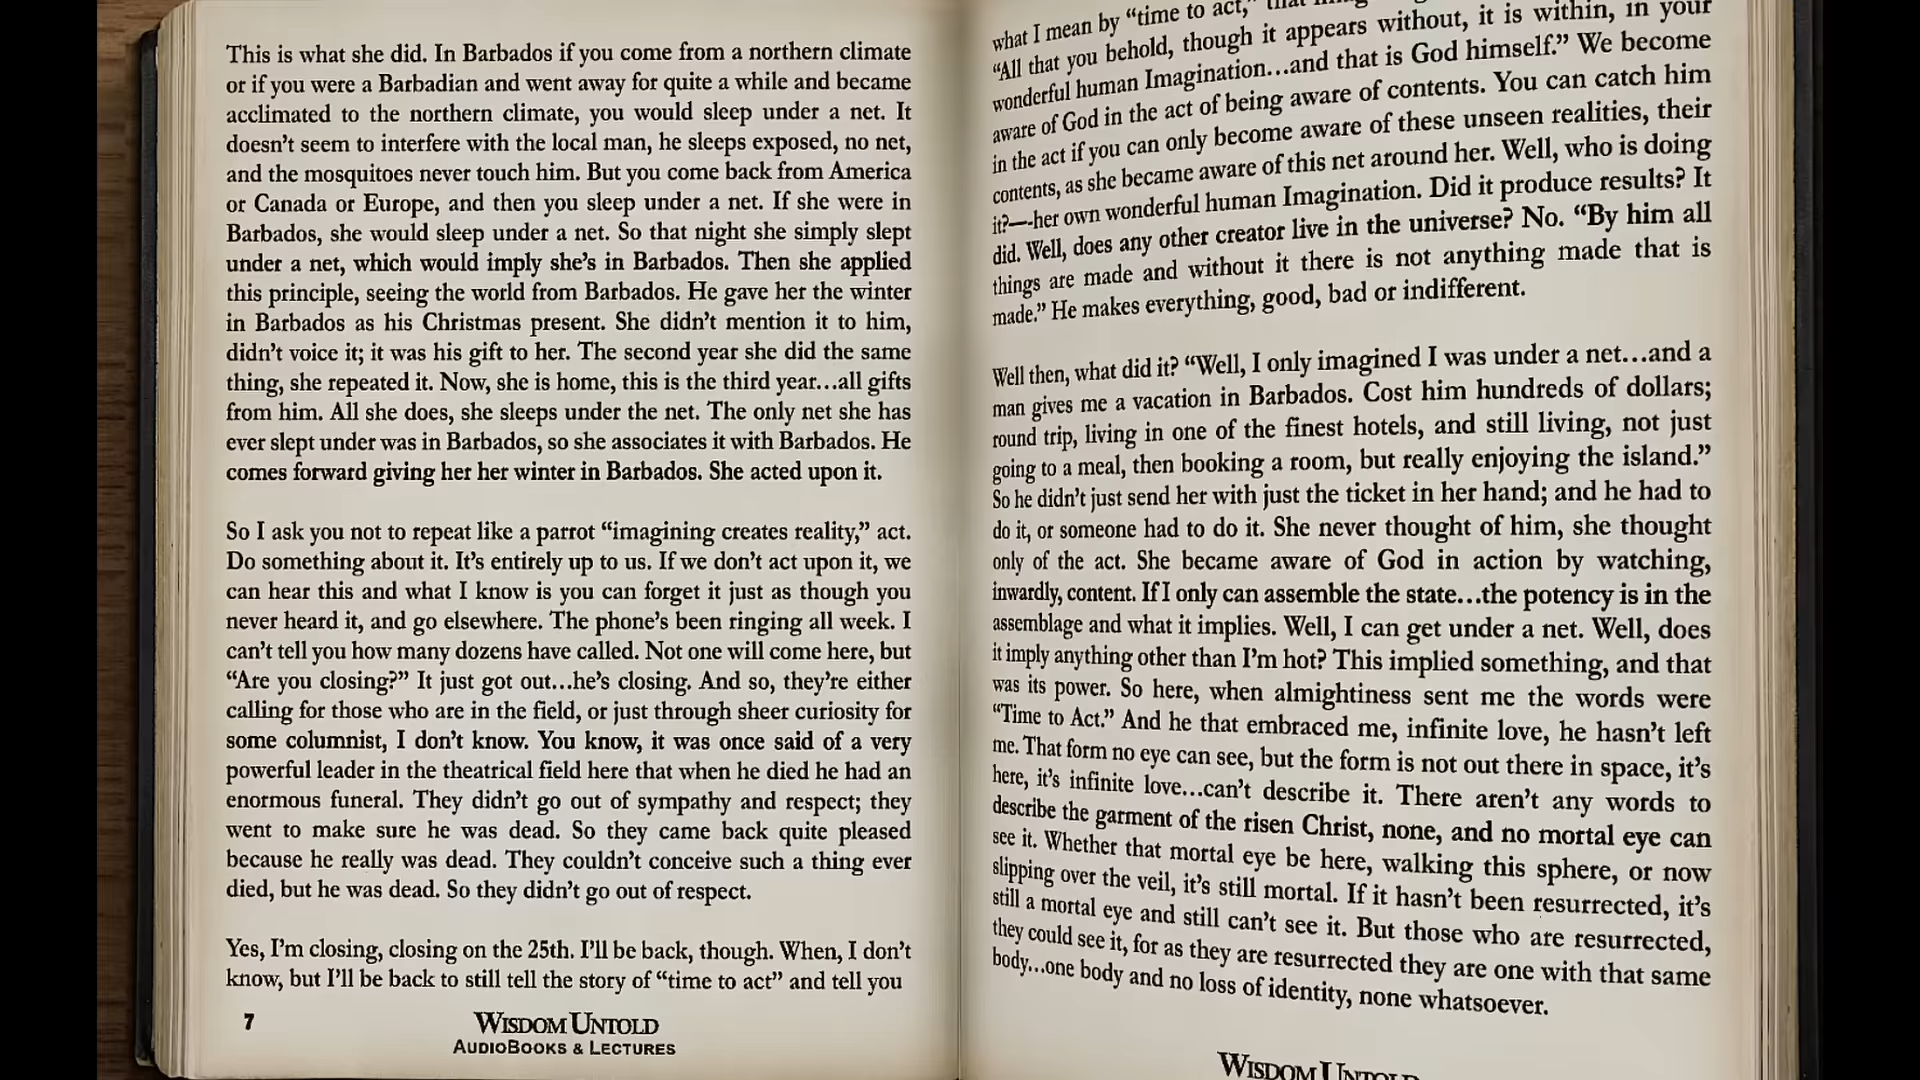 This is what she did. In Barbados if you come from a northern climate
or if you were a Barbadian and went away for quite a while and became
acclimated to the northern climate, you would sleep under a net. It
doesn’t seem to interfere with the local man, he sleeps exposed, no net,
and the mosquitoes never touch him. But you come back from America
or Canada or Europe, and then you sleep under a net. If she were in
Barbados, she would sleep under a net. So that night she simply slept
under a net, which would imply she’s in Barbados. Then she applied
this principle, seeing the world from Barbados. He gave her the winter
in Barbados as his Christmas present. She didn’t mention it to him,
didn’t voice it; it was his gift to her. The second year she did the same
thing, she repeated it. Now, she is home, this is the third year…all gifts
from him. All she does, she sleeps under the net. The only net she has
ever slept under was in Barbados, so she associates it with Barbados. He
comes forward giving her her winter in Barbados. She acted upon it.
So I ask you not to repeat like a parrot “imagining creates reality,” act.
Do something about it. It’s entirely up to us. If we don’t act upon it, we
can hear this and what I know is you can forget it just as though you
never heard it, and go elsewhere. The phone’s been ringing all week. I
can’t tell you how many dozens have called. Not one will come here, but
“Are you closing?” It just got out…he’s closing. And so, they’re either
calling for those who are in the field, or just through sheer curiosity for
some columnist, I don’t know. You know, it was once said of a very
powerful leader in the theatrical field here that when he died he had an
enormous funeral. They didn’t go out of sympathy and respect; they
went to make sure he was dead. So they came back quite pleased
because he really was dead. They couldn’t conceive such a thing ever
died, but he was dead. So they didn’t go out of respect.
Yes, I’m closing, closing on the 25th. I’ll be back, though. When, I don’t
know, but I’ll be back to still tell the story of “time to act” and tell you
7
Wisdom Untold
AudioBooks & Lectures
what I mean by “time to act,” that
“All that you behold, though it appears without, it is within, in your
wonderful human Imagination…and that is God himself.” We become
aware of God in the act of being aware of contents. You can catch him
in the act if you can only become aware of these unseen realities, their
contents, as she became aware of this net around her. Well, who is doing
it?—her own wonderful human Imagination. Did it produce results? It
did. Well, does any other creator live in the universe? No. “By him all
things are made and without it there is not anything made that is
made.” He makes everything, good, bad or indifferent.
Well then, what did it? “Well, I only imagined I was under a net…and a
man gives me a vacation in Barbados. Cost him hundreds of dollars;
round trip, living in one of the finest hotels, and still living, not just
going to a meal, then booking a room, but really enjoying the island.”
So he didn’t just send her with just the ticket in her hand; and he had to
do it, or someone had to do it. She never thought of him, she thought
only of the act. She became aware of God in action by watching,
inwardly, content. If I only can assemble the state…the potency is in the
assemblage and what it implies. Well, I can get under a net. Well, does
it imply anything other than I’m hot? This implied something, and that
was its power. So here, when almightiness sent me the words were
“Time to Act.” And he that embraced me, infinite love, he hasn’t left
me. That form no eye can see, but the form is not out there in space, it’s
here, it’s infinite love…can’t describe it. There aren’t any words to
describe the garment of the risen Christ, none, and no mortal eye can
see it. Whether that mortal eye be here, walking this sphere, or now
slipping over the veil, it’s still mortal. If it hasn’t been resurrected, it’s
still a mortal eye and still can’t see it. But those who are resurrected,
they could see it, for as they are resurrected they are one with that same
body…one body and no loss of identity, none whatsoever.
Wisdom Untold